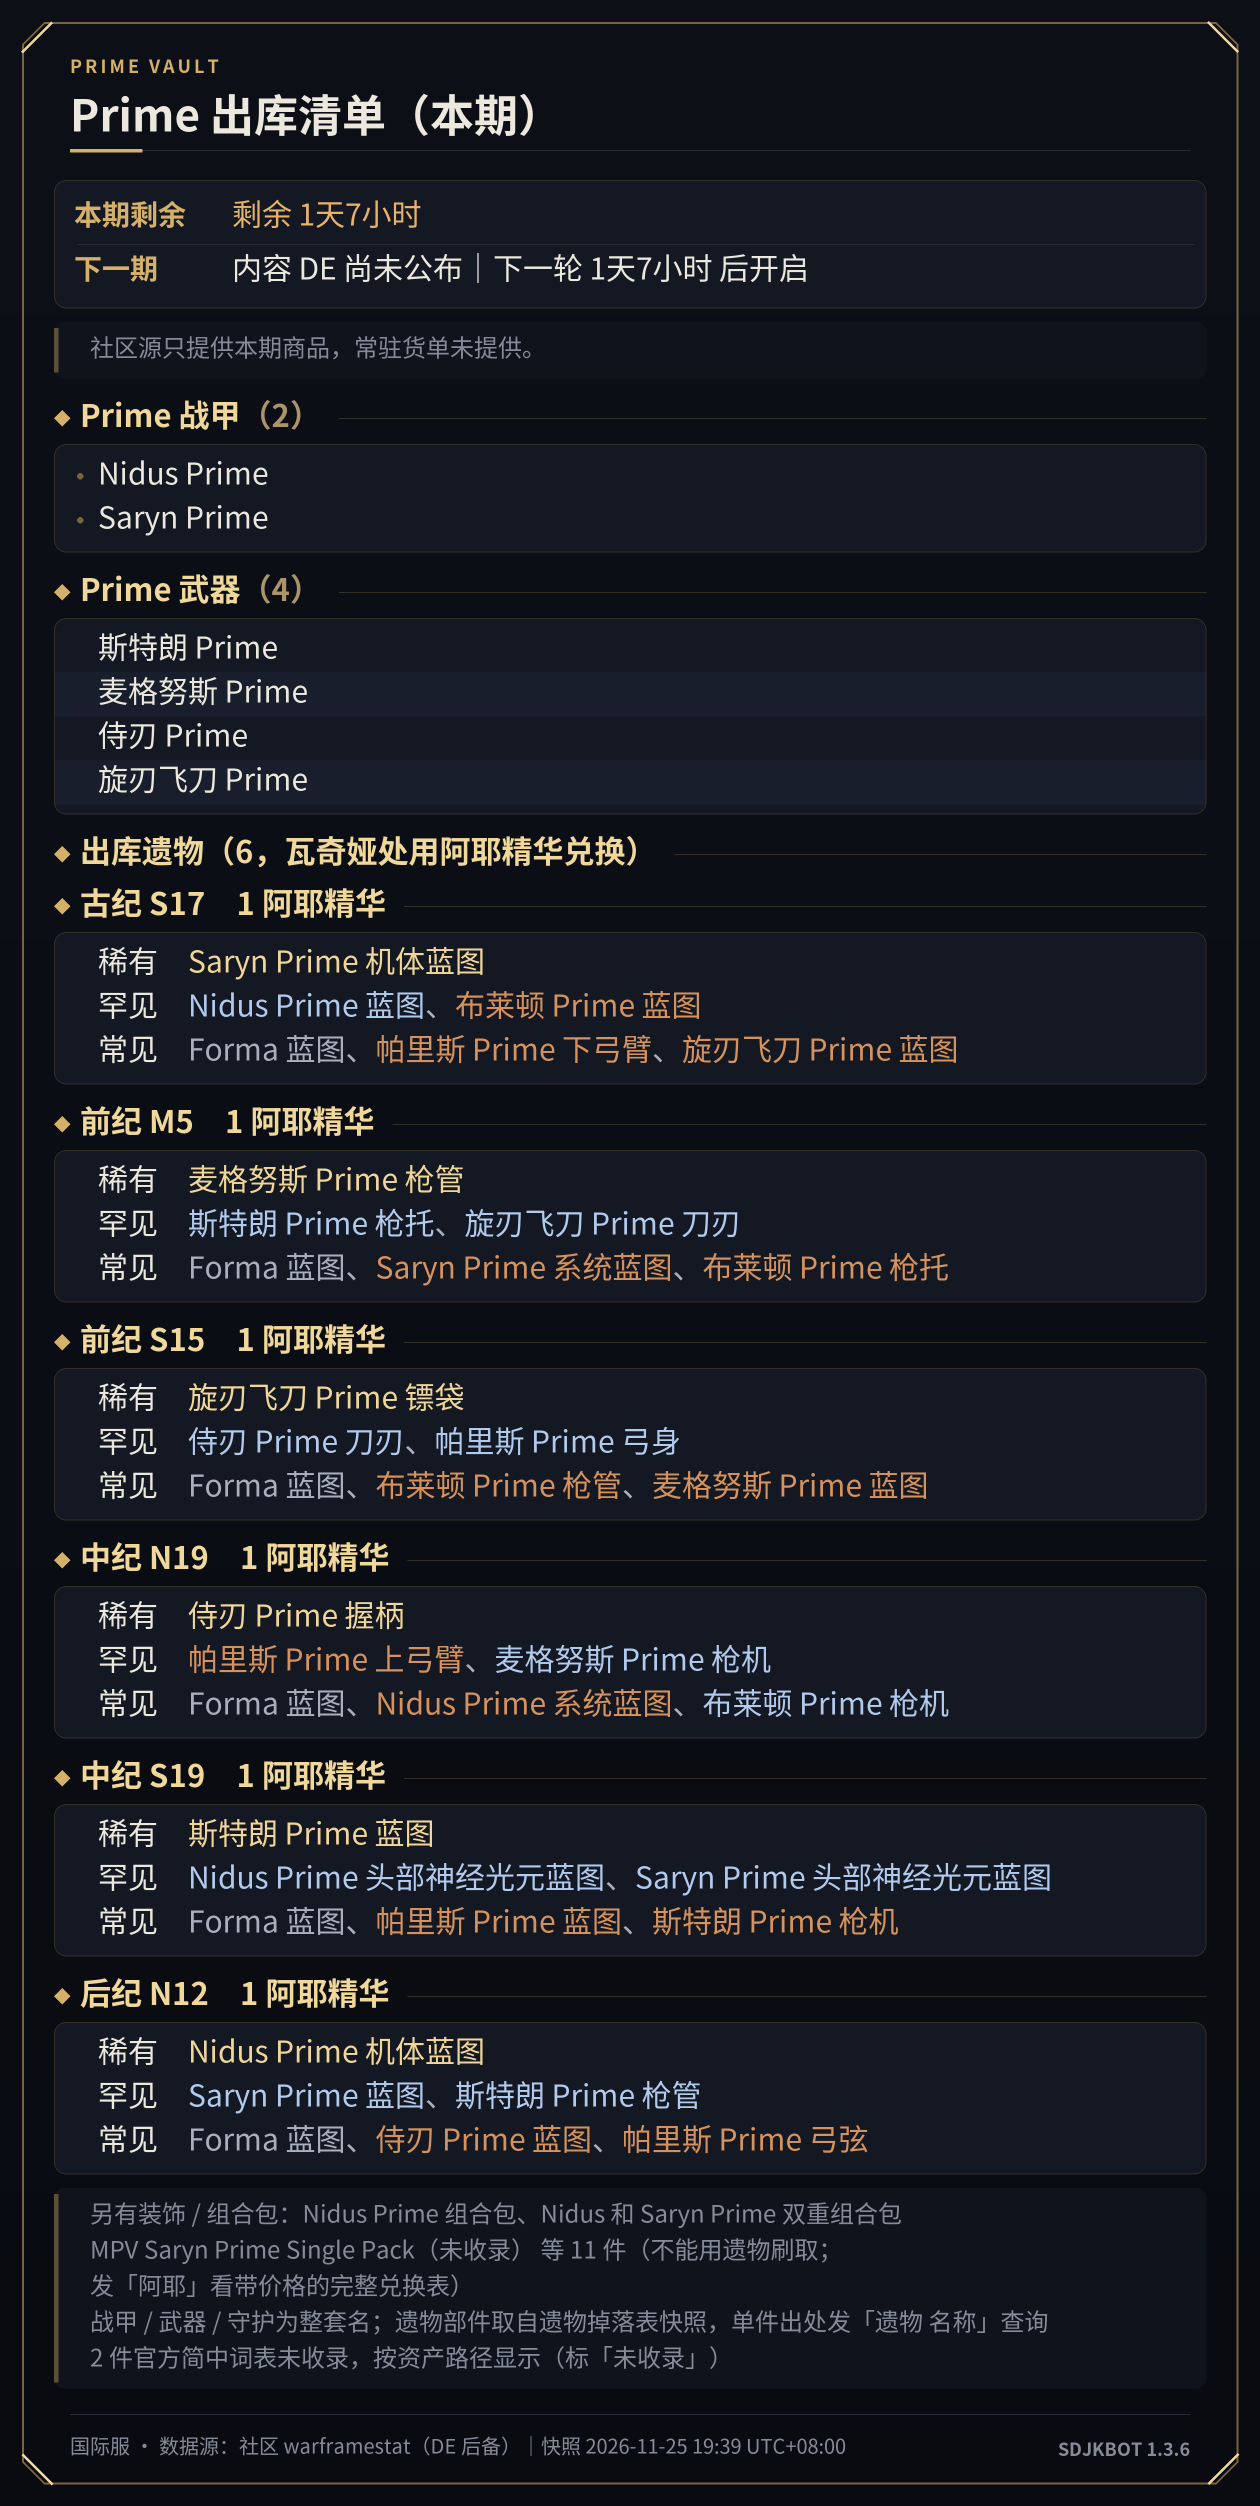 PRIME VAULT
Prime 出库清单（本期）
本期剩余 剩余 1天7小时
下一期 内容 DE 尚未公布｜下一轮 1天7小时 后开启
社区源只提供本期商品，常驻货单未提供。
◆ Prime 战甲（2）
• Nidus Prime
• Saryn Prime
◆ Prime 武器（4）
斯特朗 Prime
麦格努斯 Prime
侍刃 Prime
旋刃飞刀 Prime
◆ 出库遗物（6，瓦奇娅处用阿耶精华兑换）
◆ 古纪 S17 1 阿耶精华
稀有 Saryn Prime 机体蓝图
罕见 Nidus Prime 蓝图、布莱顿 Prime 蓝图
常见 Forma 蓝图、帕里斯 Prime 下弓臂、旋刃飞刀 Prime 蓝图
◆ 前纪 M5 1 阿耶精华
稀有 麦格努斯 Prime 枪管
罕见 斯特朗 Prime 枪托、旋刃飞刀 Prime 刀刃
常见 Forma 蓝图、Saryn Prime 系统蓝图、布莱顿 Prime 枪托
◆ 前纪 S15 1 阿耶精华
稀有 旋刃飞刀 Prime 镖袋
罕见 侍刃 Prime 刀刃、帕里斯 Prime 弓身
常见 Forma 蓝图、布莱顿 Prime 枪管、麦格努斯 Prime 蓝图
◆ 中纪 N19 1 阿耶精华
稀有 侍刃 Prime 握柄
罕见 帕里斯 Prime 上弓臂、麦格努斯 Prime 枪机
常见 Forma 蓝图、Nidus Prime 系统蓝图、布莱顿 Prime 枪机
◆ 中纪 S19 1 阿耶精华
稀有 斯特朗 Prime 蓝图
罕见 Nidus Prime 头部神经光元蓝图、Saryn Prime 头部神经光元蓝图
常见 Forma 蓝图、帕里斯 Prime 蓝图、斯特朗 Prime 枪机
◆ 后纪 N12 1 阿耶精华
稀有 Nidus Prime 机体蓝图
罕见 Saryn Prime 蓝图、斯特朗 Prime 枪管
常见 Forma 蓝图、侍刃 Prime 蓝图、帕里斯 Prime 弓弦
另有装饰 / 组合包：Nidus Prime 组合包、Nidus 和 Saryn Prime 双重组合包
MPV Saryn Prime Single Pack（未收录） 等 11 件（不能用遗物刷取；
发「阿耶」看带价格的完整兑换表）
战甲 / 武器 / 守护为整套名；遗物部件取自遗物掉落表快照，单件出处发「遗物 名称」查询
2 件官方简中词表未收录，按资产路径显示（标「未收录」）
国际服 · 数据源：社区 warframestat（DE 后备）｜快照 2026-11-25 19:39 UTC+08:00
SDJKBOT 1.3.6